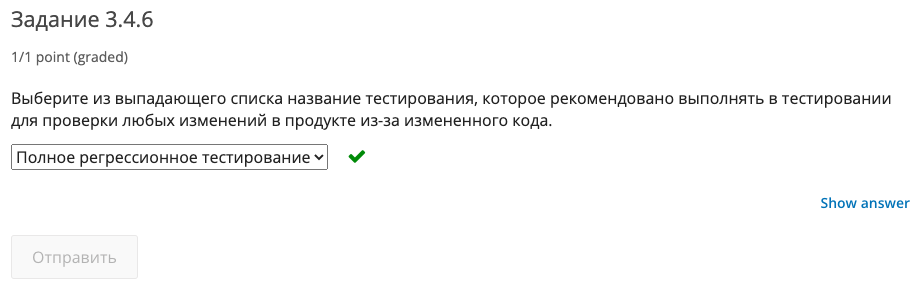 Задание 3.4.6
1/1 point (graded)
Выберите из выпадающего списка название тестирования, которое рекомендовано выполнять в тестировании
для проверки любых изменений в продукте из-за измененного кода.
Полное регрессионное тестирование
Show answer
Отправить